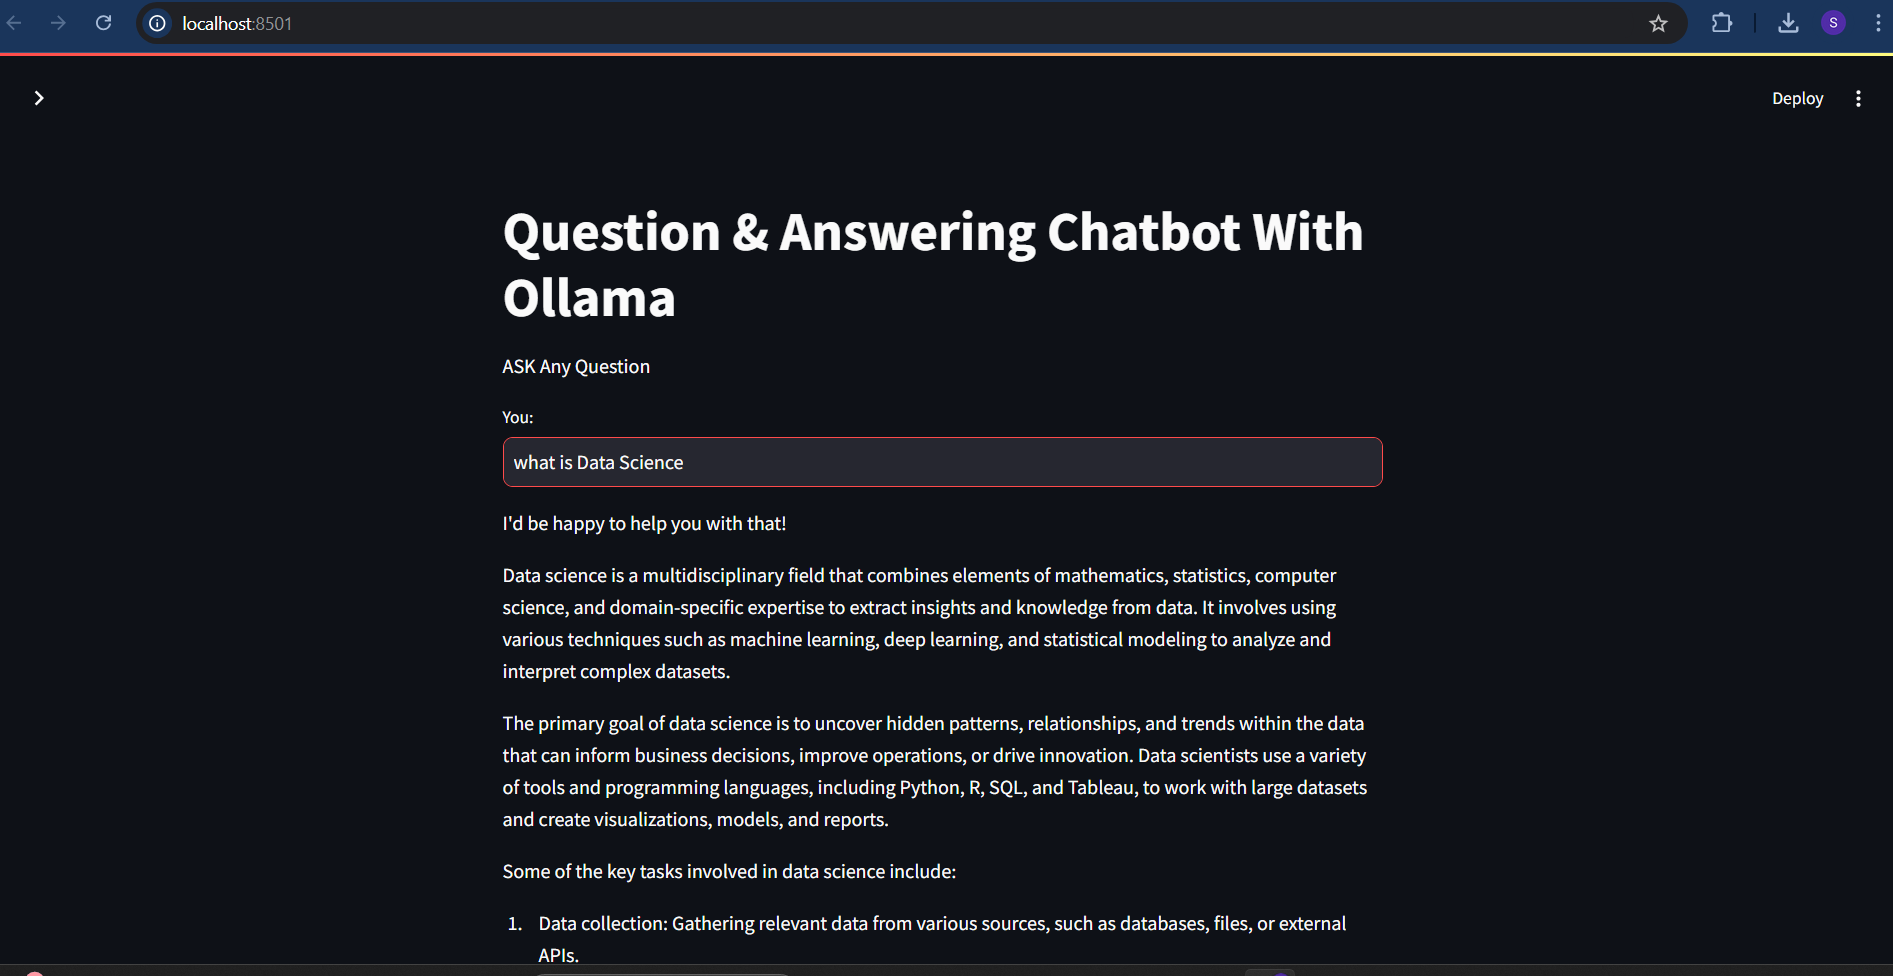 localhost:8501
S
Deploy
Question & Answering Chatbot With
Ollama
ASK Any Question
You:
what is Data Science
I'd be happy to help you with that!
Data science is a multidisciplinary field that combines elements of mathematics, statistics, computer
science, and domain-specific expertise to extract insights and knowledge from data. It involves using
various techniques such as machine learning, deep learning, and statistical modeling to analyze and
interpret complex datasets.
The primary goal of data science is to uncover hidden patterns, relationships, and trends within the data
that can inform business decisions, improve operations, or drive innovation. Data scientists use a variety
of tools and programming languages, including Python, R, SQL, and Tableau, to work with large datasets
and create visualizations, models, and reports.
Some of the key tasks involved in data science include:
1. Data collection: Gathering relevant data from various sources, such as databases, files, or external
APIs.